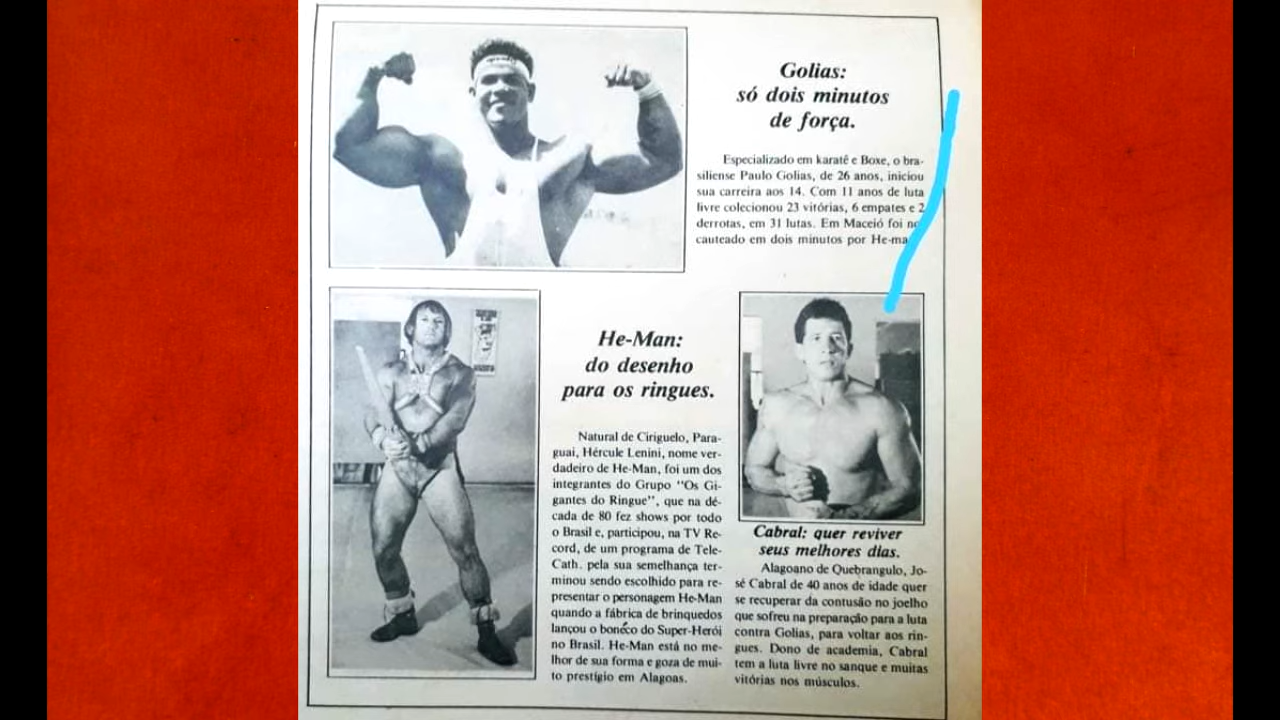 Golias:
só dois minutos
de força.
Especializado em karatê e Boxe, o bra-
siliense Paulo Golias, de 26 anos, iniciou
sua carreira aos 14. Com 11 anos de luta
livre colecionou 23 vitórias, 6 empates e 2
derrotas, em 31 lutas. Em Maceió foi
cauteado em dois minutos por He-ma
He-Man:
do desenho
para os ringues.
Natural de Ciriguelo, Para-
guai, Hércule Lenini, nome ver-
dadeiro de He-Man, foi um dos
integrantes do Grupo "Os Gi-
gantes do Ringue", que na dé-
cada de 80 fez shows por todo
o Brasil e, participou, na TV Re-
cord, de um programa de Tele-
Cath. pela sua semelhança ter-
minou sendo escolhido para re-
presentar o personagem He-Man
quando a fábrica de brinquedos
lançou o boneco do Super-Herói
no Brasil. He-Man está no me-
lhor de sua forma e goza de mui-
to prestígio em Alagoas.
Cabral: quer reviver
seus melhores dias.
Alagoano de Quebrangulo, Jo-
sé Cabral de 40 anos de idade quer
se recuperar da contusão no joelho
que sofreu na preparação para a luta
contra Golias, para voltar aos rin-
gues. Dono de academia, Cabral
tem a luta livre no sangue e muitas
vitórias nos músculos.